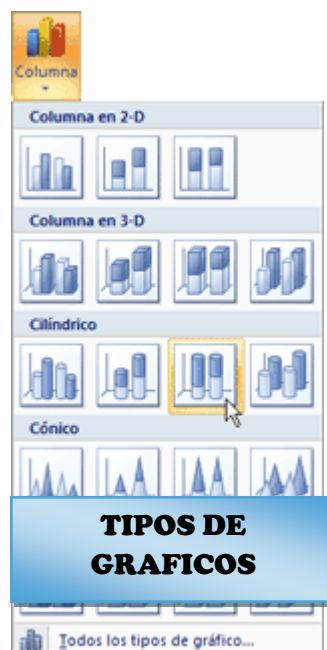 Columna
Columna en 2-D
Columna en 3-D
Cilíndrico
Cónico
TIPOS DE
GRAFICOS
Todos los tipos de gráfico...